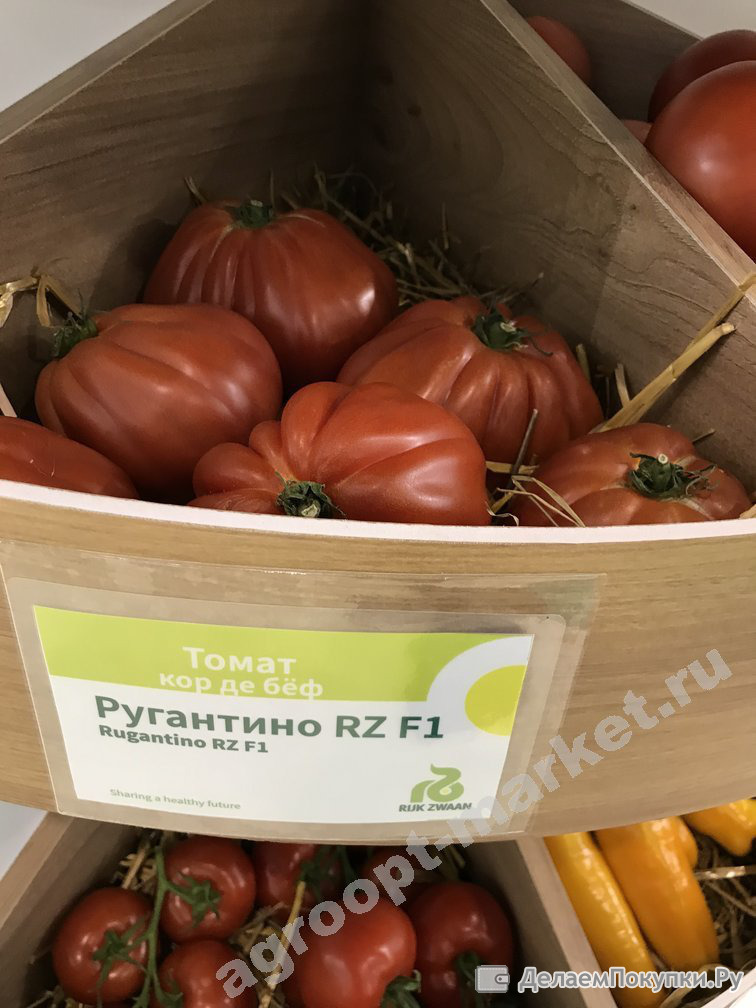 Томат
кор де бёф
Ругантино RZ F1
Rugantino RZ F1
Sharing a healthy future
RIJK ZWAAN
agroopt-market.ru
ДелаемПокупки.Ру